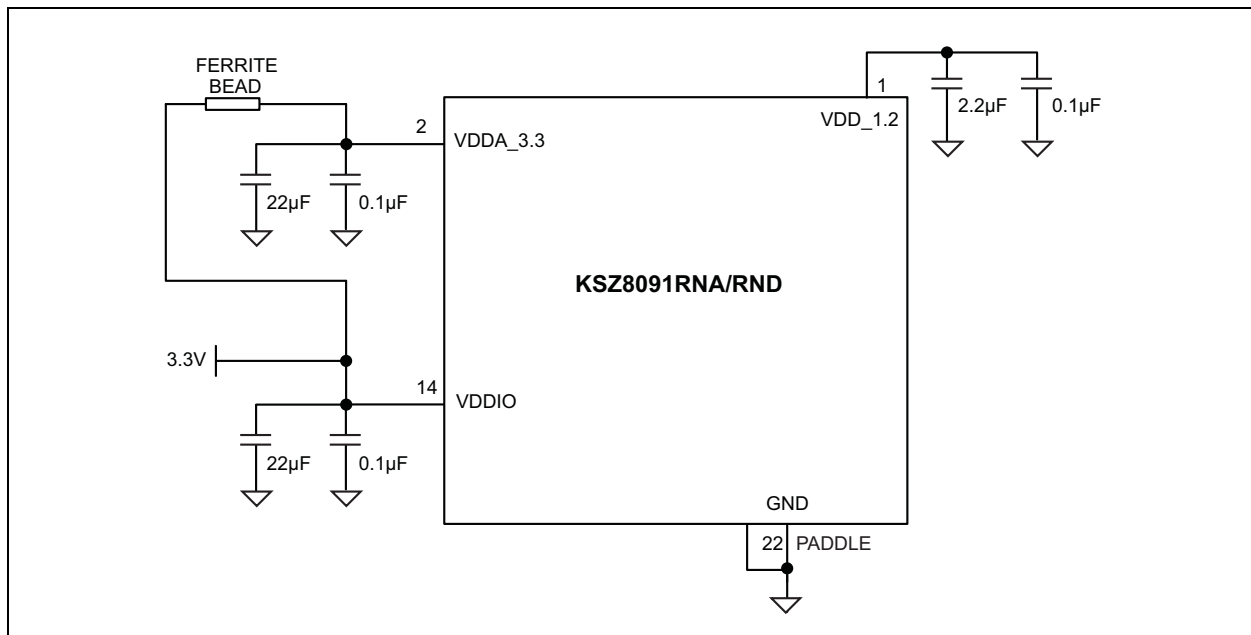 FERRITE
BEAD
2
VDDA_3.3
22µF
0.1µF
1
VDD_1.2
2.2µF
0.1µF
KSZ8091RNA/RND
3.3V
14
VDDIO
22µF
0.1µF
GND
22
PADDLE